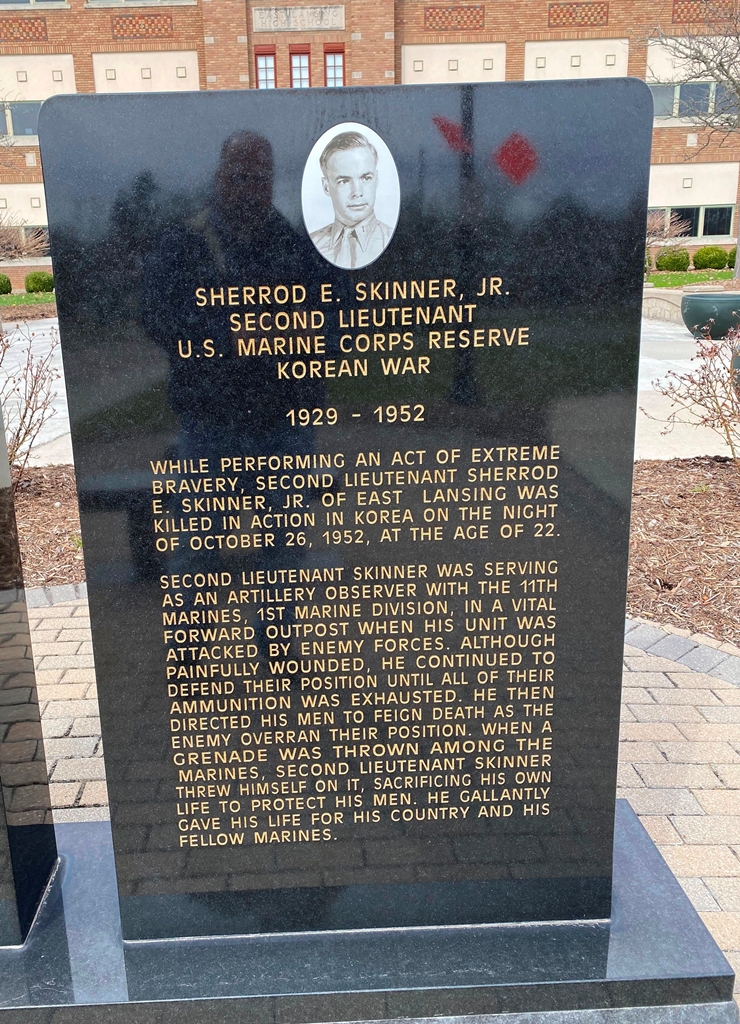 EAST LANSING
HIGH SCHOOL
SHERROD E. SKINNER, JR.
SECOND LIEUTENANT
U.S. MARINE CORPS RESERVE
KOREAN WAR
1929 - 1952
WHILE PERFORMING AN ACT OF EXTREME
BRAVERY, SECOND LIEUTENANT SHERROD
E. SKINNER, JR. OF EAST LANSING WAS
KILLED IN ACTION IN KOREA ON THE NIGHT
OF OCTOBER 26, 1952, AT THE AGE OF 22.
SECOND LIEUTENANT SKINNER WAS SERVING
AS AN ARTILLERY OBSERVER WITH THE 11TH
MARINES, 1ST MARINE DIVISION, IN A VITAL
FORWARD OUTPOST WHEN HIS UNIT WAS
ATTACKED BY ENEMY FORCES. ALTHOUGH
PAINFULLY WOUNDED, HE CONTINUED TO
DEFEND THEIR POSITION UNTIL ALL OF THEIR
AMMUNITION WAS EXHAUSTED. HE THEN
DIRECTED HIS MEN TO FEIGN DEATH AS THE
ENEMY OVERRAN THEIR POSITION. WHEN A
GRENADE WAS THROWN AMONG THE
MARINES, SECOND LIEUTENANT SKINNER
THREW HIMSELF ON IT, SACRIFICING HIS OWN
LIFE TO PROTECT HIS MEN. HE GALLANTLY
GAVE HIS LIFE FOR HIS COUNTRY AND HIS
FELLOW MARINES.